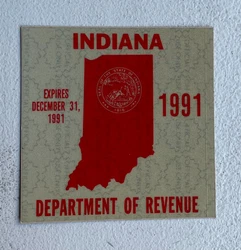 INDIANA
EXPIRES
DECEMBER 31,
1991
1991
DEPARTMENT OF REVENUE